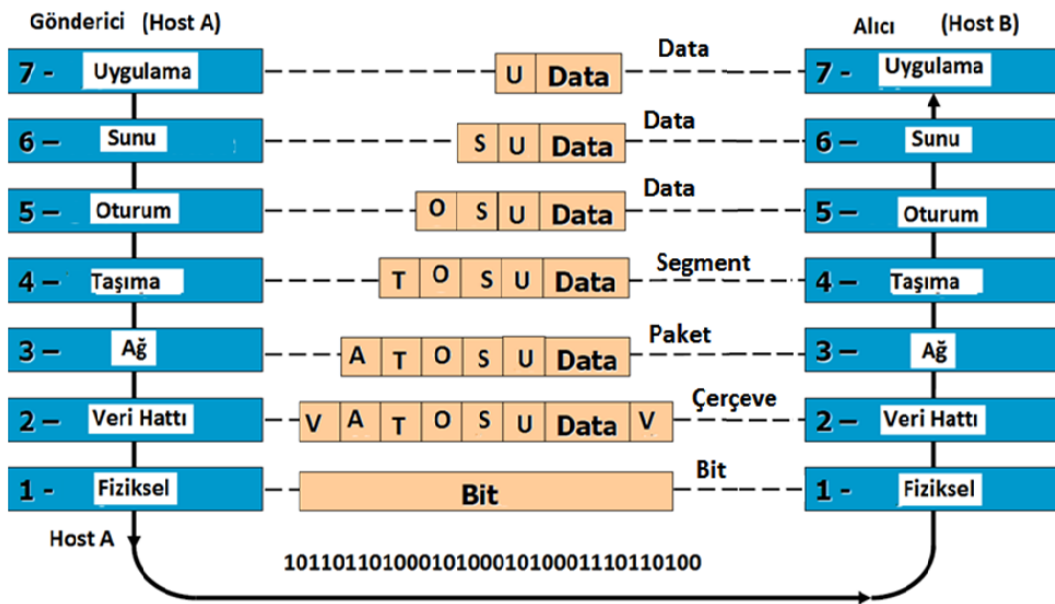 Gönderici (Host A)
Alıcı (Host B)
7 - Uygulama
U Data
Data
7 - Uygulama
6 – Sunu
S U Data
Data
6 – Sunu
5 – Oturum
O S U Data
Data
5 – Oturum
4 – Taşıma
T O S U Data
Segment
4 – Taşıma
3 – Ağ
A T O S U Data
Paket
3 – Ağ
2 – Veri Hattı
V A T O S U Data V
Çerçeve
2 – Veri Hattı
1 - Fiziksel
Bit
Bit
1 - Fiziksel
Host A
1011011010001010001010001110110100